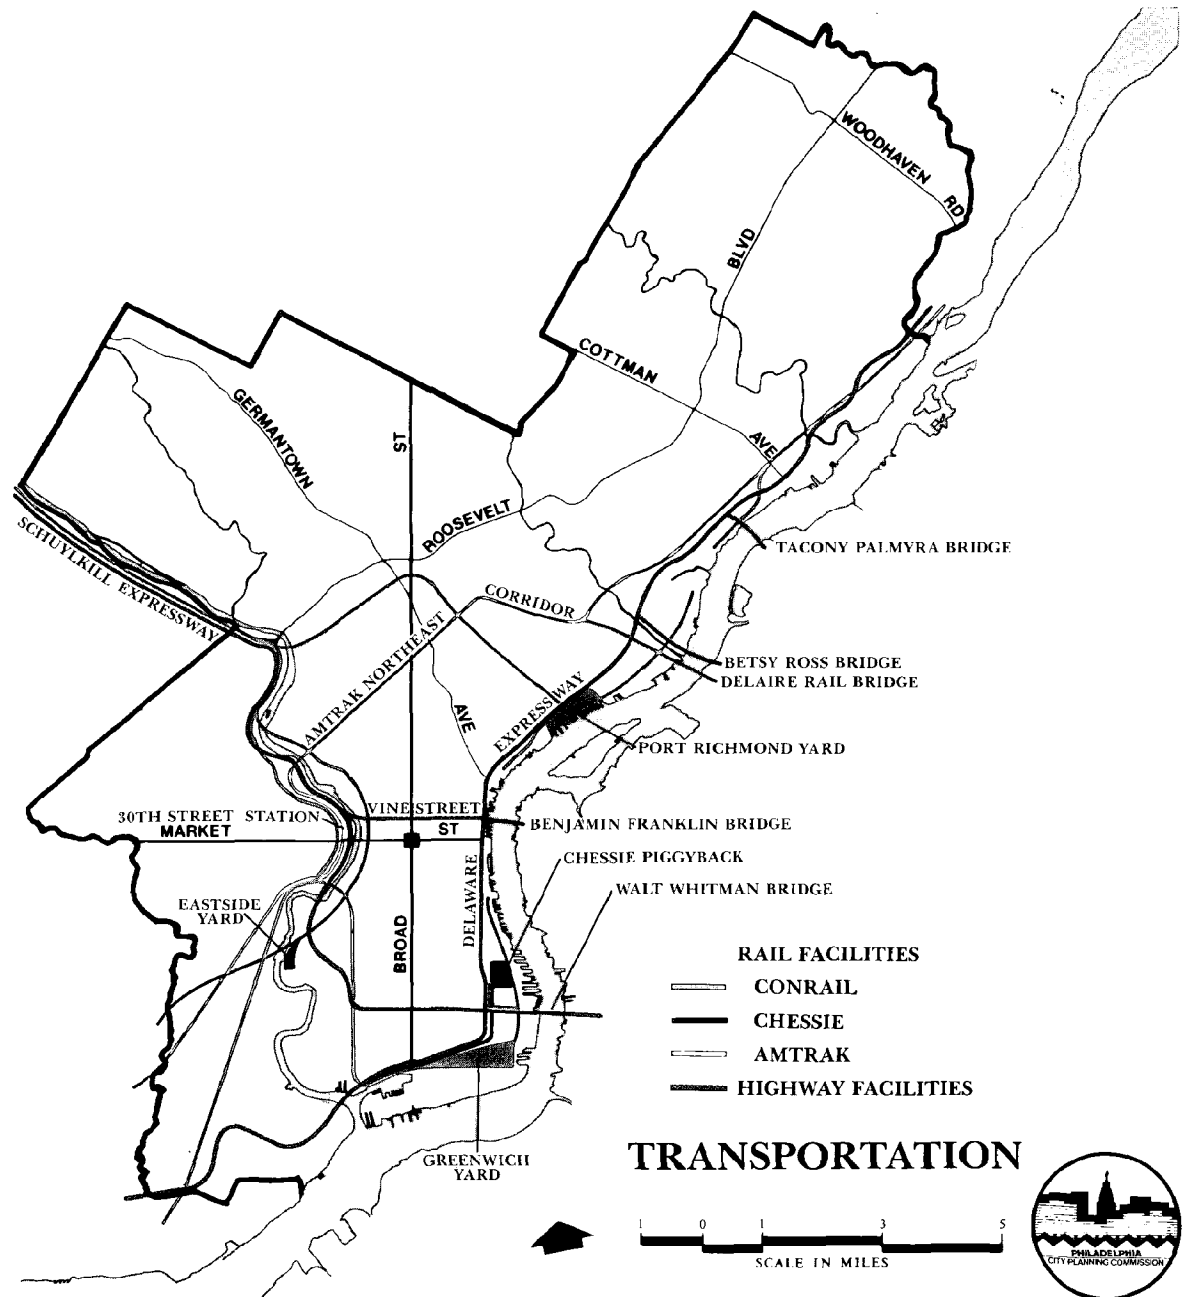 WOODHAVEN RD
BLVD
COTTMAN
AVE
GERMANTOWN
ST
ROOSEVELT
SCHUYLKILL EXPRESSWAY
TACONY PALMYRA BRIDGE
CORRIDOR
AMTRAK NORTHEAST
BETSY ROSS BRIDGE
DELAIRE RAIL BRIDGE
EXPRESSWAY
AVE
PORT RICHMOND YARD
VINE STREET
30TH STREET STATION
MARKET
ST
BENJAMIN FRANKLIN BRIDGE
CHESSIE PIGGYBACK
WALT WHITMAN BRIDGE
DELAWARE
EASTSIDE
YARD
BROAD
RAIL FACILITIES
CONRAIL
CHESSIE
AMTRAK
HIGHWAY FACILITIES
GREENWICH
YARD
TRANSPORTATION
1 0 1 3 5
SCALE IN MILES
PHILADELPHIA
CITY PLANNING COMMISSION